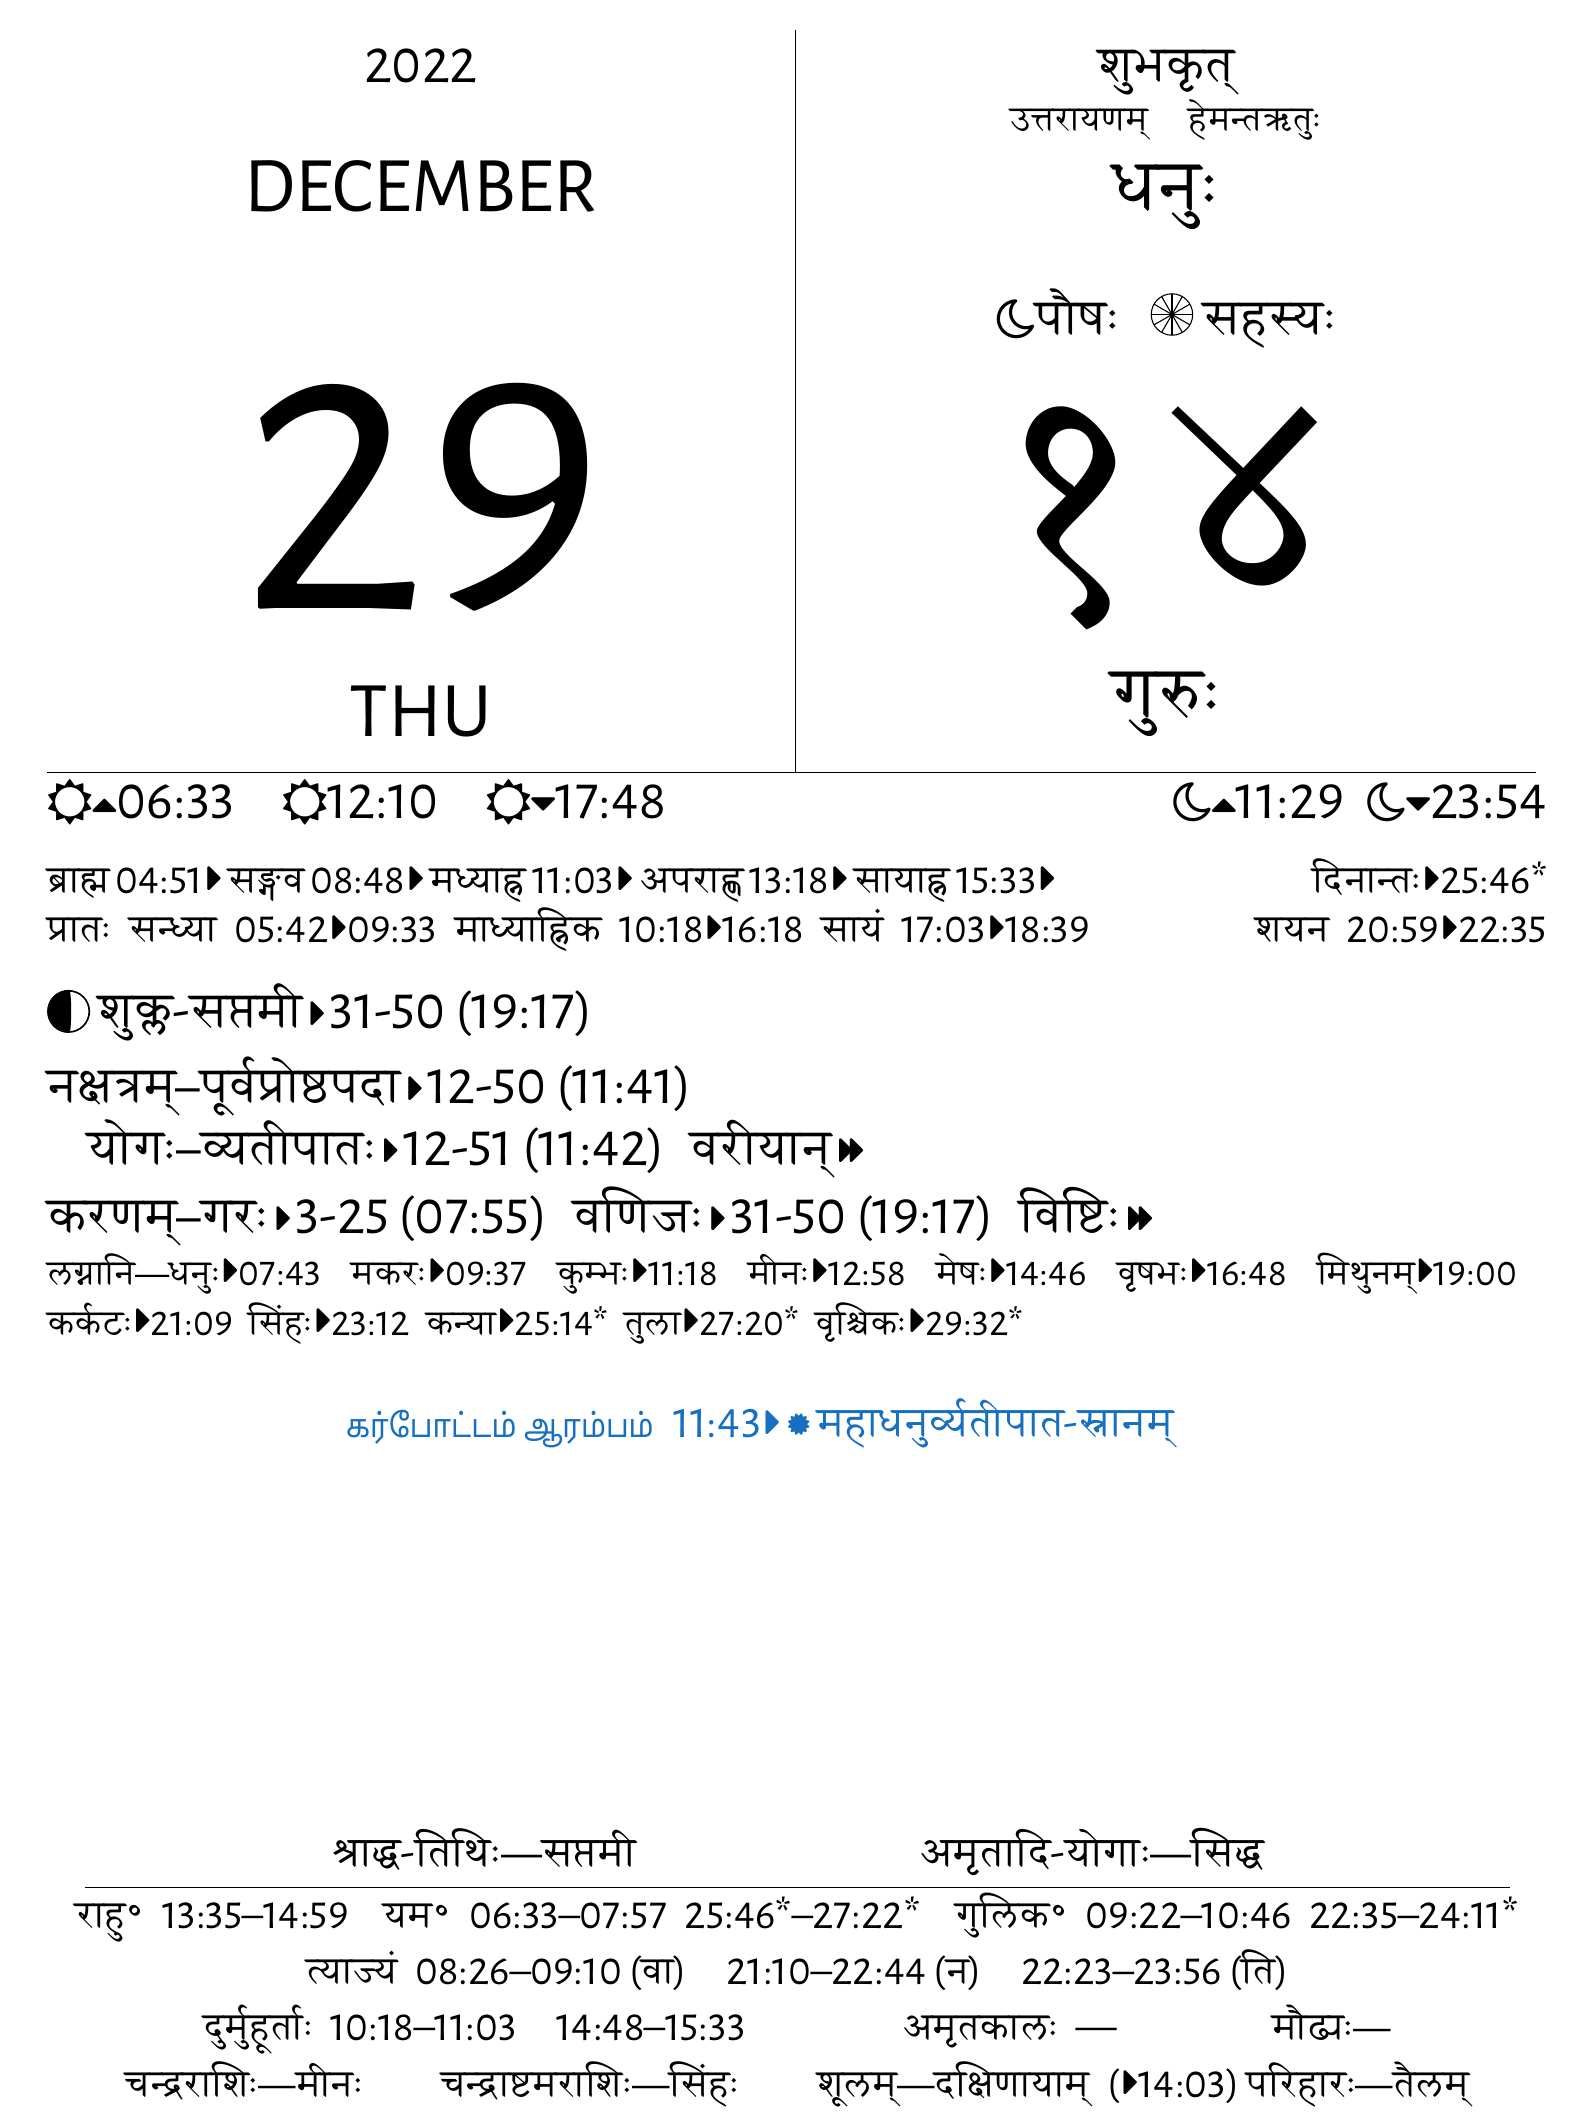 2022
DECEMBER
29
THU
शुभकृत्
उत्तरायणम् हेमन्तऋतुः
धनुः
पौषः सहस्यः
१४
गुरुः
06:33 12:10 17:48 11:29 23:54
ब्राह्म 04:51 सङ्गव 08:48 मध्याह्न 11:03 अपराह्ण 13:18 सायाह्न 15:33 दिनान्तः 25:46*
प्रातः सन्ध्या 05:42 09:33 माध्याह्निक 10:18 16:18 सायं 17:03 18:39 शयन 20:59 22:35
शुक्ल-सप्तमी 31-50 (19:17)
नक्षत्रम्–पूर्वप्रोष्ठपदा 12-50 (11:41)
योगः–व्यतीपातः 12-51 (11:42) वरीयान्
करणम्–गरः 3-25 (07:55) वणिजः 31-50 (19:17) विष्टिः
लग्नानि—धनुः 07:43 मकरः 09:37 कुम्भः 11:18 मीनः 12:58 मेषः 14:46 वृषभः 16:48 मिथुनम् 19:00
कर्कटः 21:09 सिंहः 23:12 कन्या 25:14* तुला 27:20* वृश्चिकः 29:32*
கர்போட்டம் ஆரம்பம் 11:43 महाधनुर्व्यतीपात-स्नानम्
श्राद्ध-तिथिः—सप्तमी अमृतादि-योगाः—सिद्ध
राहु॰ 13:35–14:59 यम॰ 06:33–07:57 25:46*–27:22* गुलिक॰ 09:22–10:46 22:35–24:11*
त्याज्यं 08:26–09:10 (वा) 21:10–22:44 (न) 22:23–23:56 (ति)
दुर्मुहूर्ताः 10:18–11:03 14:48–15:33 अमृतकालः — मौढ्यः—
चन्द्रराशिः—मीनः चन्द्राष्टमराशिः—सिंहः शूलम्—दक्षिणायाम् (14:03) परिहारः—तैलम्